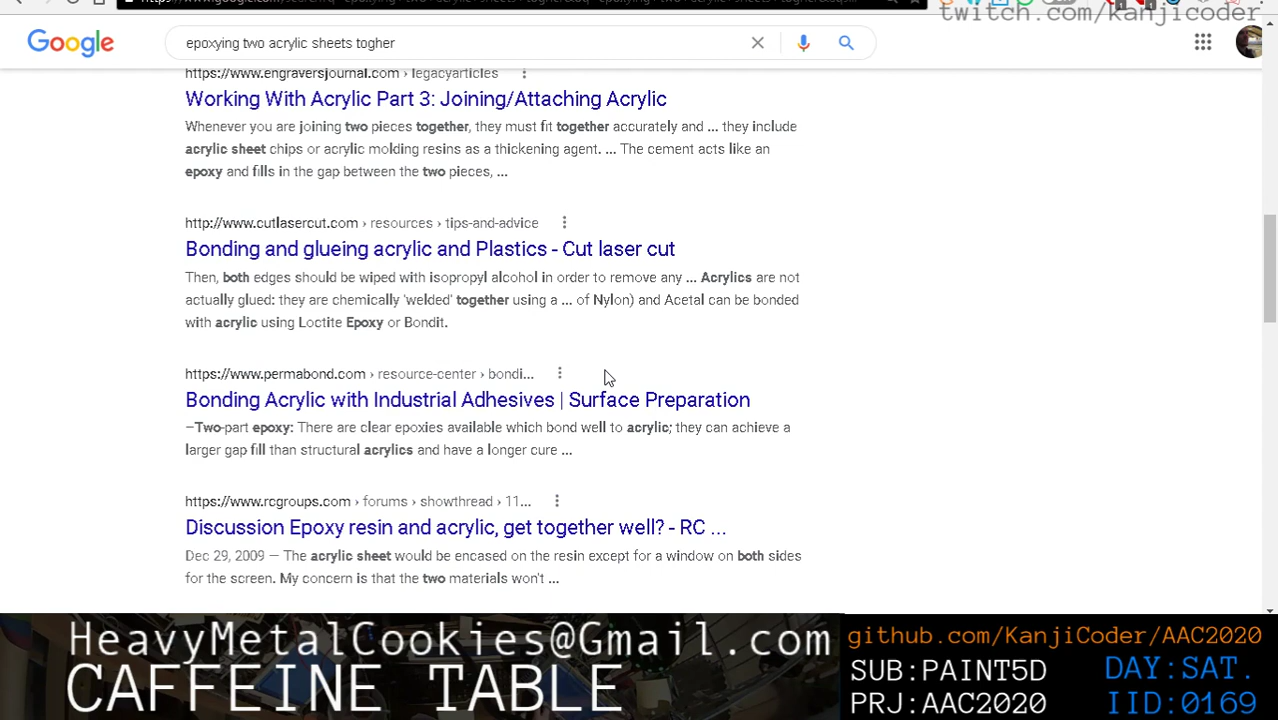 twitch.com/kanjicoder
Google
epoxying two acrylic sheets togher
https://www.engraversjournal.com › legacyarticles
Working With Acrylic Part 3: Joining/Attaching Acrylic
Whenever you are joining two pieces together, they must fit together accurately and ... they include
acrylic sheet chips or acrylic molding resins as a thickening agent. ... The cement acts like an
epoxy and fills in the gap between the two pieces, ...
http://www.cutlasercut.com › resources › tips-and-advice
Bonding and glueing acrylic and Plastics - Cut laser cut
Then, both edges should be wiped with isopropyl alcohol in order to remove any ... Acrylics are not
actually glued: they are chemically 'welded' together using a ... of Nylon) and Acetal can be bonded
with acrylic using Loctite Epoxy or Bondit.
https://www.permabond.com › resource-center › bondi...
Bonding Acrylic with Industrial Adhesives | Surface Preparation
–Two-part epoxy: There are clear epoxies available which bond well to acrylic; they can achieve a
larger gap fill than structural acrylics and have a longer cure ...
https://www.rcgroups.com › forums › showthread › 11...
Discussion Epoxy resin and acrylic, get together well? - RC ...
Dec 29, 2009 — The acrylic sheet would be encased on the resin except for a window on both sides
for the screen. My concern is that the two materials won't ...
HeavyMetalCookies@Gmail.com
CAFFEINE TABLE
github.com/KanjiCoder/AAC2020
SUB:PAINT5D DAY:SAT.
PRJ:AAC2020 IID:0169